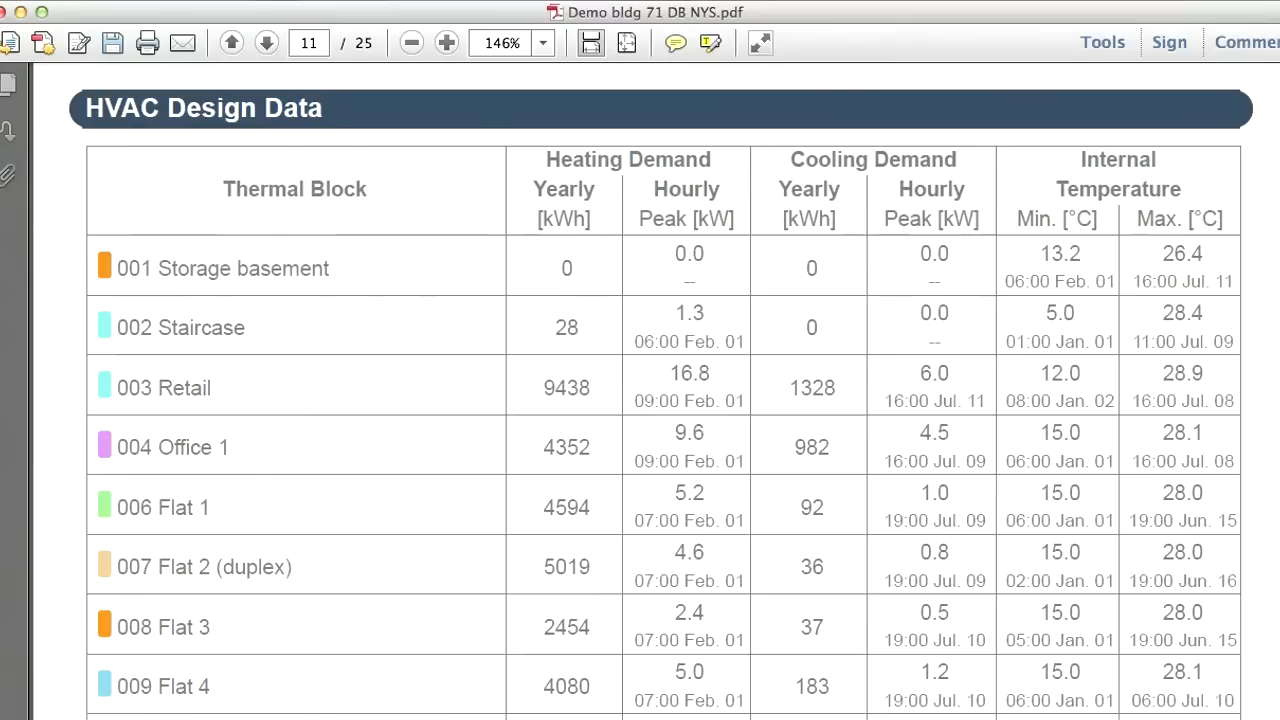 Demo bldg 71 DB NYS.pdf
11 / 25 146% Tools Sign Commen
HVAC Design Data
Thermal Block Heating Demand Cooling Demand Internal
Temperature
Yearly Hourly Yearly Hourly
[kWh] Peak [kW] [kWh] Peak [kW] Min. [°C] Max. [°C]
001 Storage basement 0 0.0 0 0.0 13.2 26.4
-- -- 06:00 Feb. 01 16:00 Jul. 11
002 Staircase 28 1.3 0 0.0 5.0 28.4
06:00 Feb. 01 -- 01:00 Jan. 01 11:00 Jul. 09
003 Retail 9438 16.8 1328 6.0 12.0 28.9
09:00 Feb. 01 16:00 Jul. 11 08:00 Jan. 02 16:00 Jul. 08
004 Office 1 4352 9.6 982 4.5 15.0 28.1
09:00 Feb. 01 16:00 Jul. 09 06:00 Jan. 01 16:00 Jul. 08
006 Flat 1 4594 5.2 92 1.0 15.0 28.0
07:00 Feb. 01 19:00 Jul. 09 06:00 Jan. 01 19:00 Jun. 15
007 Flat 2 (duplex) 5019 4.6 36 0.8 15.0 28.0
07:00 Feb. 01 19:00 Jul. 09 02:00 Jan. 01 19:00 Jun. 16
008 Flat 3 2454 2.4 37 0.5 15.0 28.0
07:00 Feb. 01 19:00 Jul. 10 05:00 Jan. 01 19:00 Jun. 15
009 Flat 4 4080 5.0 183 1.2 15.0 28.1
07:00 Feb. 01 19:00 Jul. 10 06:00 Jan. 01 06:00 Jul. 10